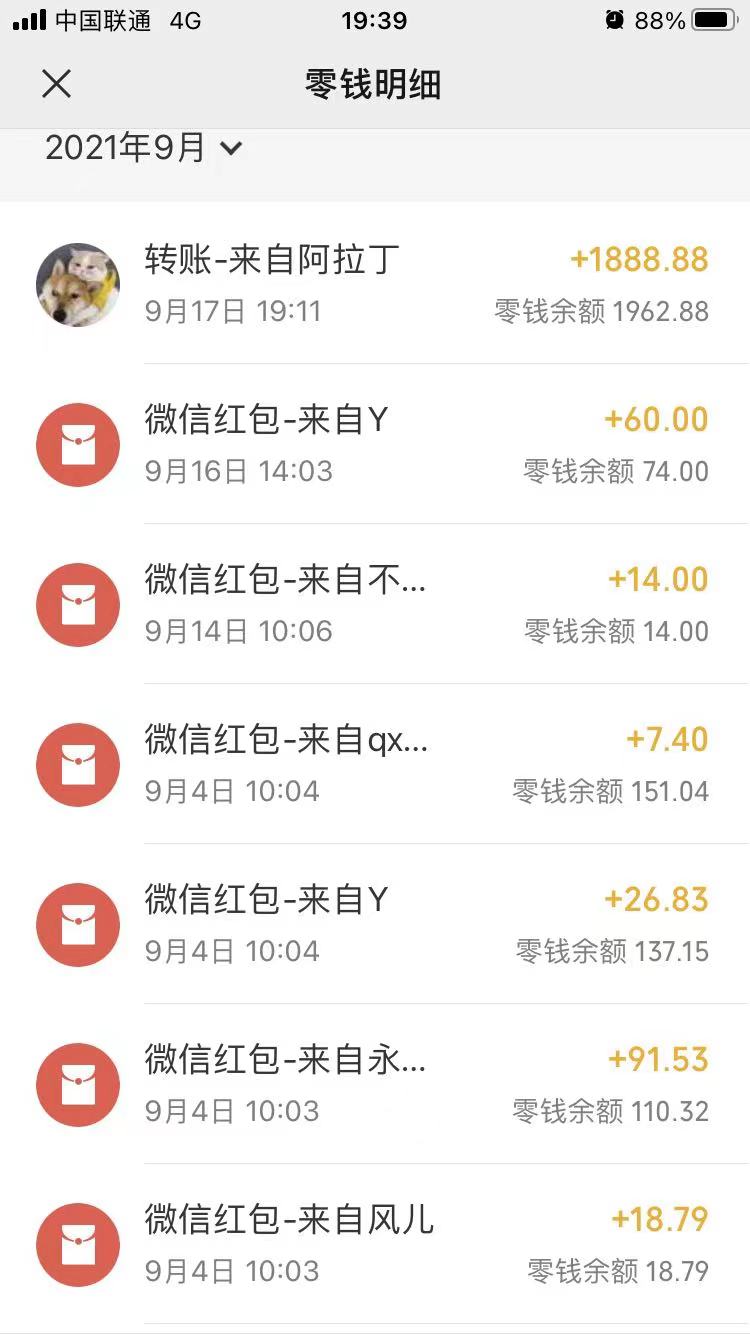 中国联通 4G 19:39 88%
零钱明细
2021年9月
转账-来自阿拉丁 +1888.88
9月17日 19:11 零钱余额 1962.88
微信红包-来自Y +60.00
9月16日 14:03 零钱余额 74.00
微信红包-来自不... +14.00
9月14日 10:06 零钱余额 14.00
微信红包-来自qx... +7.40
9月4日 10:04 零钱余额 151.04
微信红包-来自Y +26.83
9月4日 10:04 零钱余额 137.15
微信红包-来自永... +91.53
9月4日 10:03 零钱余额 110.32
微信红包-来自风儿 +18.79
9月4日 10:03 零钱余额 18.79